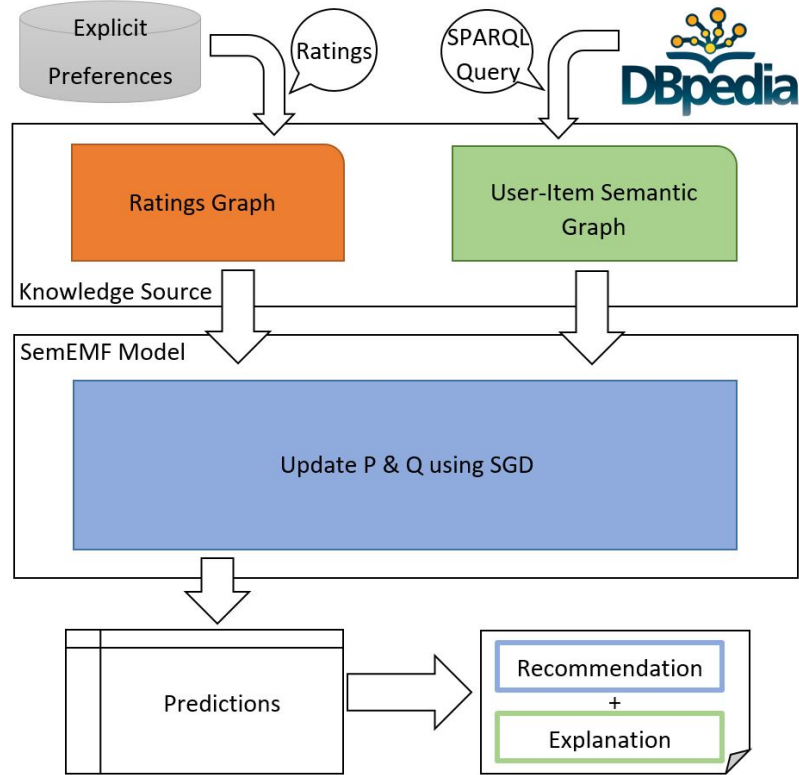 Explicit
Preferences
Ratings
SPARQL
Query
DBpedia
Ratings Graph
User-Item Semantic
Graph
Knowledge Source
SemEMF Model
Update P & Q using SGD
Predictions
Recommendation
+
Explanation